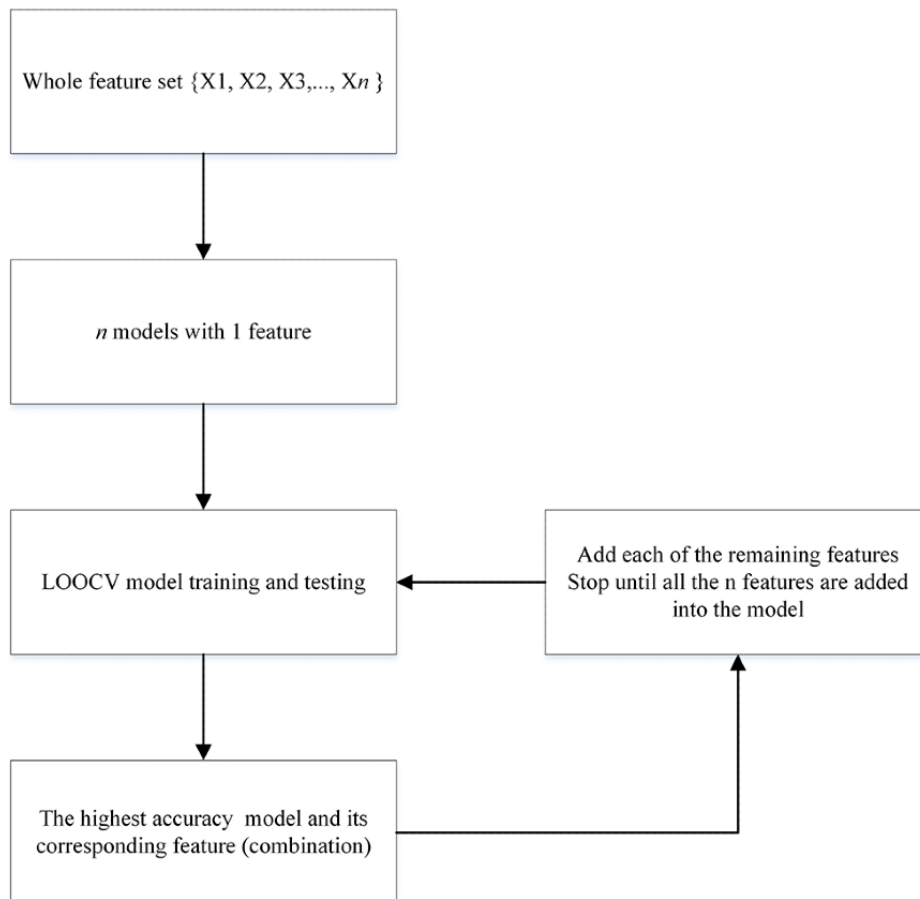 Whole feature set {X1, X2, X3,..., Xn }
n models with 1 feature
LOOCV model training and testing
Add each of the remaining features
Stop until all the n features are added
into the model
The highest accuracy model and its
corresponding feature (combination)